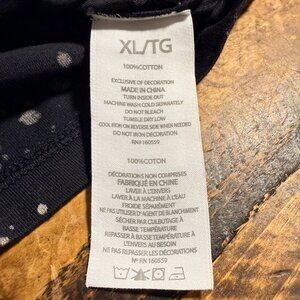 XL/TG
100%COTTON
EXCLUSIVE OF DECORATION
MADE IN CHINA
TURN INSIDE OUT
MACHINE WASH COLD SEPARATELY
DO NOT BLEACH
TUMBLE DRY LOW
COOL IRON ON REVERSE SIDE WHEN NEEDED
DO NOT IRON DECORATION
RN#160559
100%COTON
DÉCORATIONS NON COMPRISES
FABRIQUÉ EN CHINE
LAVER À L'ENVERS
LAVER À LA MACHINE À L'EAU
FROIDE SÉPARÉMENT
NE PAS UTILISER D'AGENT DE BLANCHIMENT
SÉCHER PAR CULBUTAGE À
BASSE TEMPÉRATURE
REPASSER À BASSE TEMPÉRATURE À
L'ENVERS AU BESOIN
NE PAS REPASSER LES DÉCORATIONS
N° RN 160559